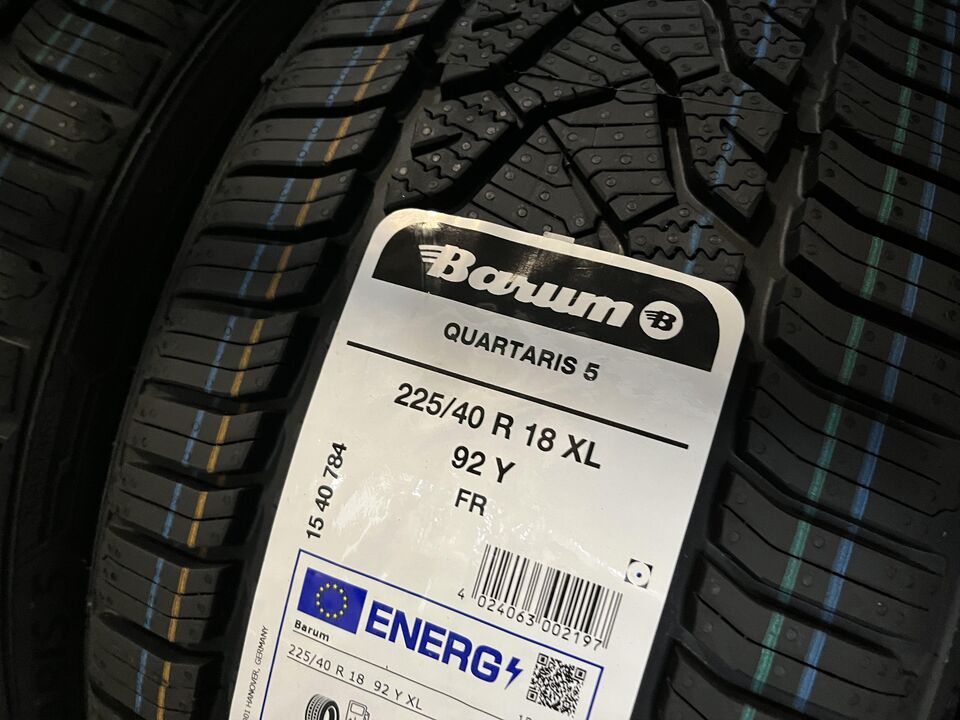 Barum B
QUARTARIS 5
225/40 R 18 XL
92 Y
FR
15 40 784
4 024063 002197
ENERG
Barum
225/40 R 18 92 Y XL
HANOVER, GERMANY